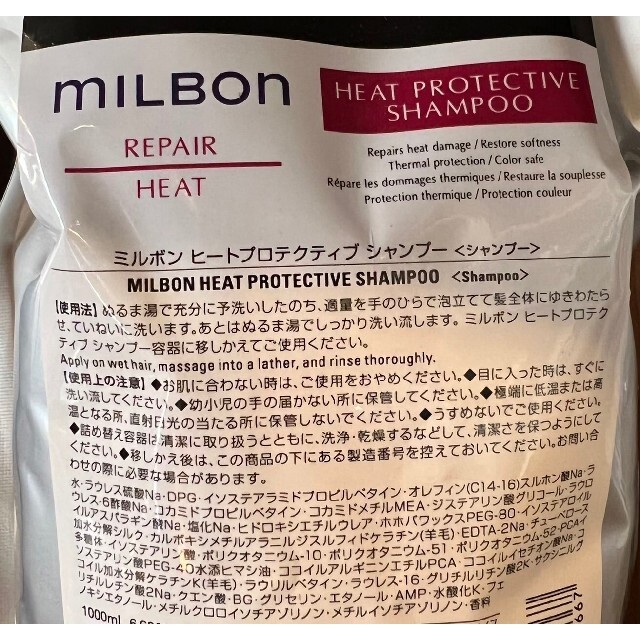 MILBON
HEAT PROTECTIVE
SHAMPOO
REPAIR
HEAT
Repairs heat damage / Restore softness
Thermal protection / Color safe
Répare les dommages thermiques / Restaure la souplesse
Protection thermique / Protection couleur
ミルボン ヒートプロテクティブ シャンプー <シャンプー>
MILBON HEAT PROTECTIVE SHAMPOO <Shampoo>
【使用法】ぬるま湯で充分に予洗いしたのち、適量を手のひらで泡立てて髪全体にゆきわたら
せ、ていねいに洗います。あとはぬるま湯でしっかり洗い流します。ミルボン ヒートプロテク
ティブ シャンプー容器に移しかえてご使用ください。
Apply on wet hair, massage into a lather, and rinse thoroughly.
【使用上の注意】◆お肌に合わない時は、ご使用をおやめください。◆目に入った時は、すぐに
洗い流してください。◆幼小児の手の届かない所に保管してください。◆極端に低温または高
温となる所、直射日光の当たる所に保管しないでください。◆うすめないでご使用ください。
◆詰め替え容器は清潔に取り扱うとともに、洗浄・乾燥するなどして、清潔さを保つようにして
ください。◆移しかえ後は、この商品の下にある製造番号を控えておいてください。お問い合
わせの際に必要な場合があります。
水・ラウレス硫酸Na・DPG・イソステアラミドプロピルベタイン・オレフィン(C14-16)スルホン酸Na・ラ
ウレス-6酢酸Na・コカミドプロピルベタイン・コカミドメチルMEA・ジステアリン酸グリコール・ラウロ
イルアスパラギン酸Na・塩化Na・ヒドロキシエチルウレア・ホホバワックスPEG-80・イソステアロイル
加水分解シルク・カルボキシメチルアラニルジスルフィドケラチン(羊毛)・EDTA-2Na・チューベローズ
多糖体・イソステアリン酸・ポリクオタニウム-10・ポリクオタニウム-51・ポリクオタニウム-52・PCAイ
ソステアリン酸PEG-40水添ヒマシ油・ココイルアルギニンエチルPCA・ココイルイセチオン酸Na・コ
コイル加水分解ケラチンK(羊毛)・ラウリルベタイン・ラウレス-16・グリチルリチン酸2K・サクシニルグ
リチルレチン酸2Na・クエン酸・BG・グリセリン・エタノール・AMP・水酸化K・フェ
ノキシエタノール・メチルクロロイソチアゾリノン・メチルイソチアゾリノン・香料
1000mL
667